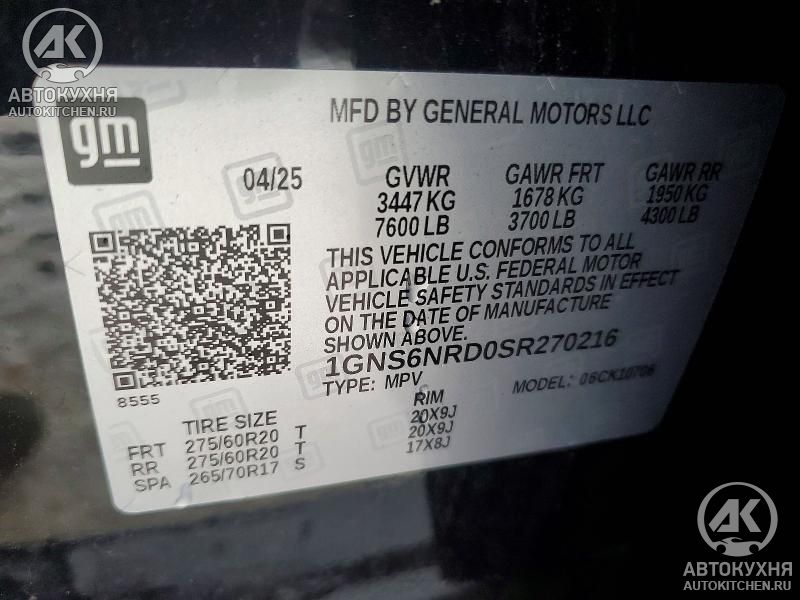 АК
АВТОКУХНЯ
AUTOKITCHEN.RU
gm
MFD BY GENERAL MOTORS LLC
04/25
GVWR GAWR FRT GAWR RR
3447 KG 1678 KG 1950 KG
7600 LB 3700 LB 4300 LB
THIS VEHICLE CONFORMS TO ALL
APPLICABLE U.S. FEDERAL MOTOR
VEHICLE SAFETY STANDARDS IN EFFECT
ON THE DATE OF MANUFACTURE
SHOWN ABOVE.
1GNS6NRD0SR270216
TYPE: MPV MODEL: 06CK10706
8555
TIRE SIZE RIM
FRT 275/60R20 T 20X9J
RR 275/60R20 T 20X9J
SPA 265/70R17 S 17X8J
АК
АВТОКУХНЯ
AUTOKITCHEN.RU